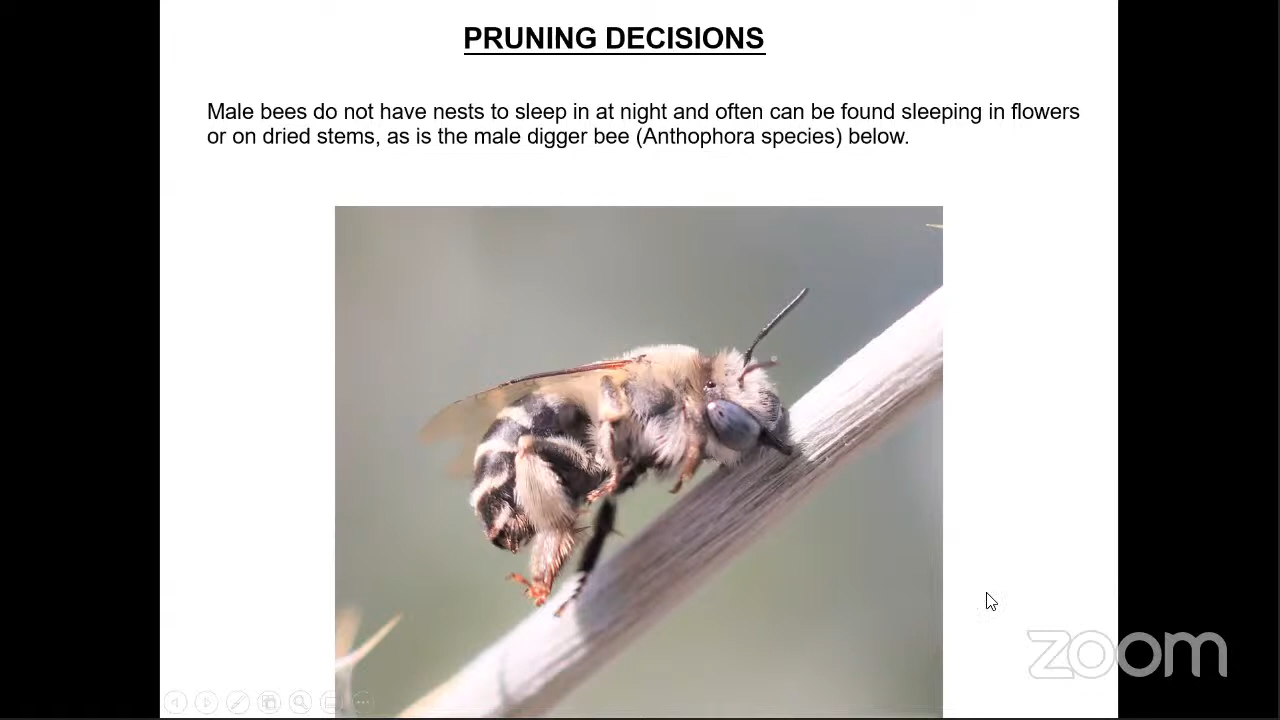 PRUNING DECISIONS
Male bees do not have nests to sleep in at night and often can be found sleeping in flowers
or on dried stems, as is the male digger bee (Anthophora species) below.
zoom